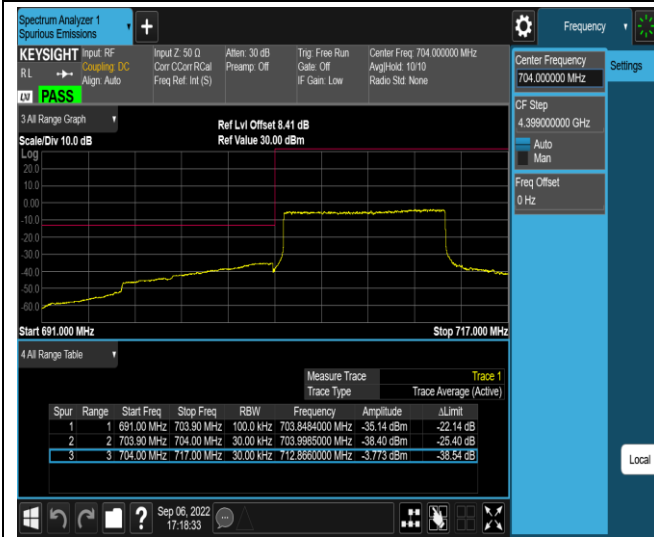 Spectrum Analyzer 1
Spurious Emissions
Frequency
KEYSIGHT
RL
Input: RF
Coupling: DC
Align: Auto
Input Z: 50 Ω
Corr CCorr RCal
Freq Ref: Int (S)
Atten: 30 dB
Preamp: Off
Trig: Free Run
Gate: Off
IF Gain: Low
Center Freq: 704.000000 MHz
Avg|Hold: 10/10
Radio Std: None
LXI PASS
Center Frequency
704.000000 MHz
Settings
CF Step
4.399000000 GHz
Auto
Man
Freq Offset
0 Hz
3 All Range Graph
Scale/Div 10.0 dB
Ref Lvl Offset 8.41 dB
Ref Value 30.00 dBm
Log
20.0
10.0
0.00
-10.0
-20.0
-30.0
-40.0
-50.0
-60.0
Start 691.000 MHz Stop 717.000 MHz
4 All Range Table
Measure Trace Trace 1
Trace Type Trace Average (Active)
Spur Range Start Freq Stop Freq RBW Frequency Amplitude ΔLimit
1 1 691.00 MHz 703.90 MHz 100.0 kHz 703.8484000 MHz -35.14 dBm -22.14 dB
2 2 703.90 MHz 704.00 MHz 30.00 kHz 703.9985000 MHz -38.40 dBm -25.40 dB
3 3 704.00 MHz 717.00 MHz 30.00 kHz 712.8660000 MHz -3.773 dBm -38.54 dB
Local
Sep 06, 2022
17:18:33